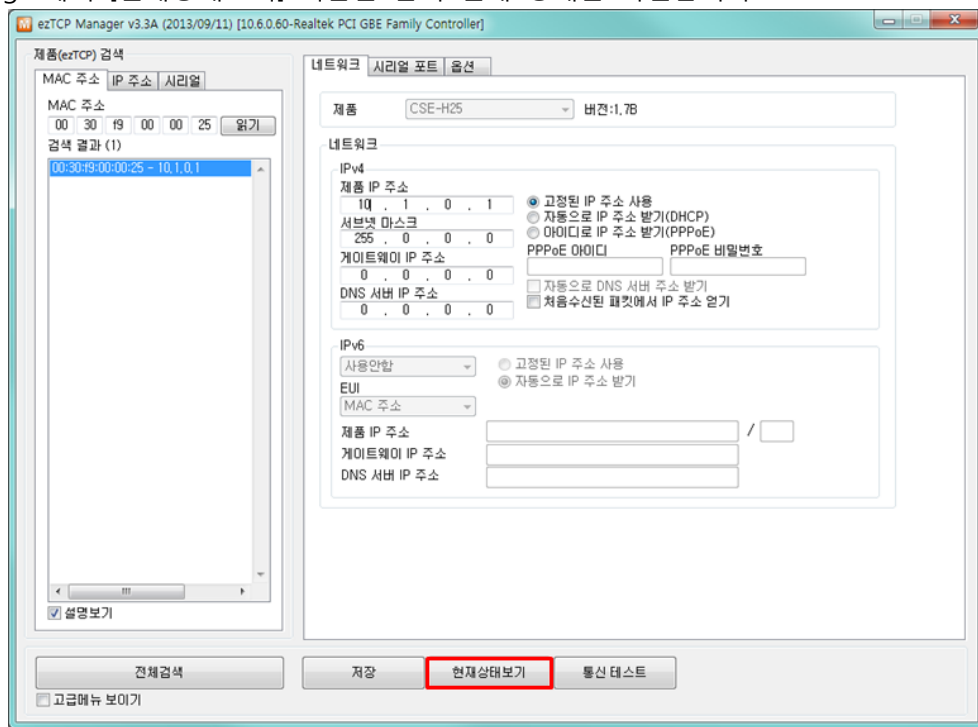 ezTCP Manager v3.3A (2013/09/11) [10.6.0.60-Realtek PCI GBE Family Controller]
제품(ezTCP) 검색
MAC 주소 IP 주소 시리얼
MAC 주소
00 30 f9 00 00 25 읽기
검색 결과 (1)
00:30:f9:00:00:25 - 10.1.0.1
설명보기
네트워크 시리얼 포트 옵션
제품 CSE-H25 버전:1.7B
네트워크
IPv4
제품 IP 주소
10 . 1 . 0 . 1
고정된 IP 주소 사용
자동으로 IP 주소 받기(DHCP)
서브넷 마스크
아이디로 IP 주소 받기(PPPoE)
255 . 0 . 0 . 0
PPPoE 아이디 PPPoE 비밀번호
게이트웨이 IP 주소
0 . 0 . 0 . 0
자동으로 DNS 서버 주소 받기
DNS 서버 IP 주소
처음수신된 패킷에서 IP 주소 얻기
0 . 0 . 0 . 0
IPv6
사용안함 고정된 IP 주소 사용
자동으로 IP 주소 받기
EUI
MAC 주소
제품 IP 주소 /
게이트웨이 IP 주소
DNS 서버 IP 주소
전체검색 저장 현재상태보기 통신 테스트
고급메뉴 보이기